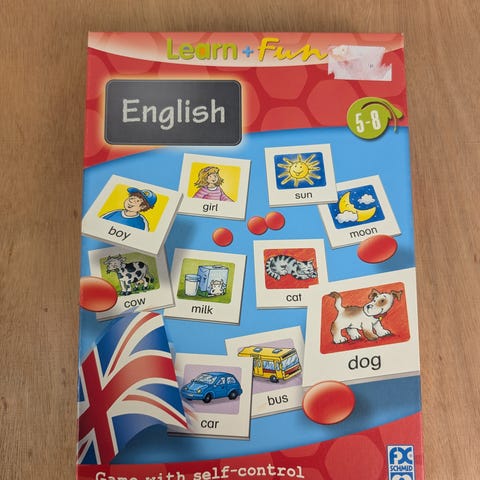 Learn + Fun
English
5-8
girl
sun
boy
moon
cow
milk
cat
dog
car
bus
Game with self-control
FX
SCHMID